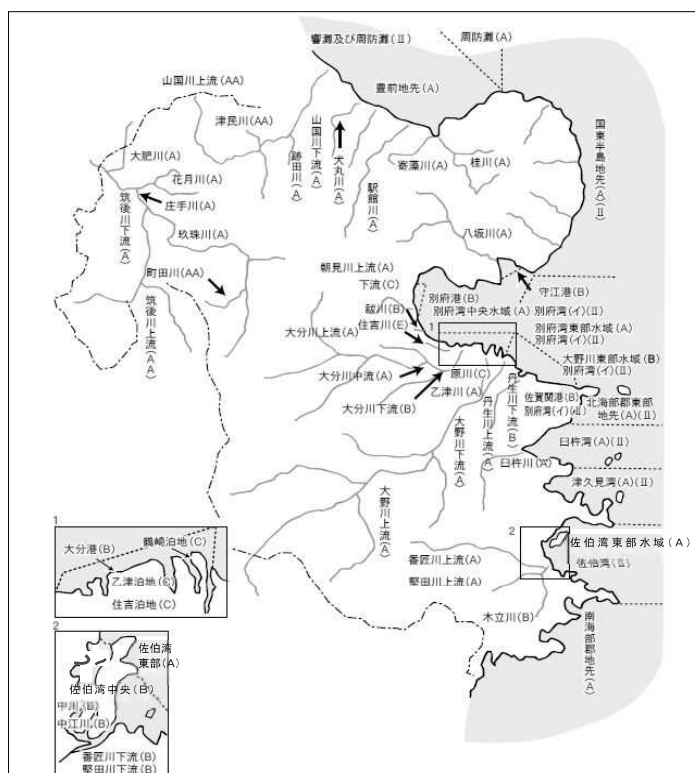 響灘及び周防灘(Ⅱ)
周防灘(A)
豊前地先(A)
山国川上流(AA)
津民川(AA)
山国川下流(A)
跡田川(A)
犬丸川(A)
駅館川(A)
寄藻川(A)
桂川(A)
国東半島地先(A)(Ⅱ)
大肥川(A)
花月川(A)
庄手川(A)
筑後川下流(A)
玖珠川(A)
八坂川(A)
町田川(AA)
筑後川上流(AA)
朝見川上流(A)
下流(C)
別府港(B)
守江港(B)
別府湾中央水域(A)
別府湾(イ)(Ⅱ)
祓川(B)
住吉川(E)
1
別府湾東部水域(A)
別府湾(イ)(Ⅱ)
大分川上流(A)
大野川東部水域(B)
別府湾(イ)(Ⅱ)
大分川中流(A)
原川(C)
乙津川(A)
大分川下流(B)
丹生川上流(A)
丹生川下流(B)
佐賀関港(B)
別府湾(イ)(Ⅱ)
北海部郡東部
地先(A)(Ⅱ)
大野川下流(A)
臼杵川(A)
臼杵湾(A)(Ⅱ)
津久見湾(A)(Ⅱ)
大野川上流(A)
2
佐伯湾東部水域(A)
佐伯湾(Ⅱ)
番匠川上流(A)
堅田川上流(A)
木立川(B)
南海部郡地先(A)
1
鶴崎泊地(C)
大分港(B)
乙津泊地(C)
住吉泊地(C)
2
佐伯湾
東部(A)
佐伯湾中央(B)
中川(B)
中江川(B)
番匠川下流(B)
堅田川下流(B)